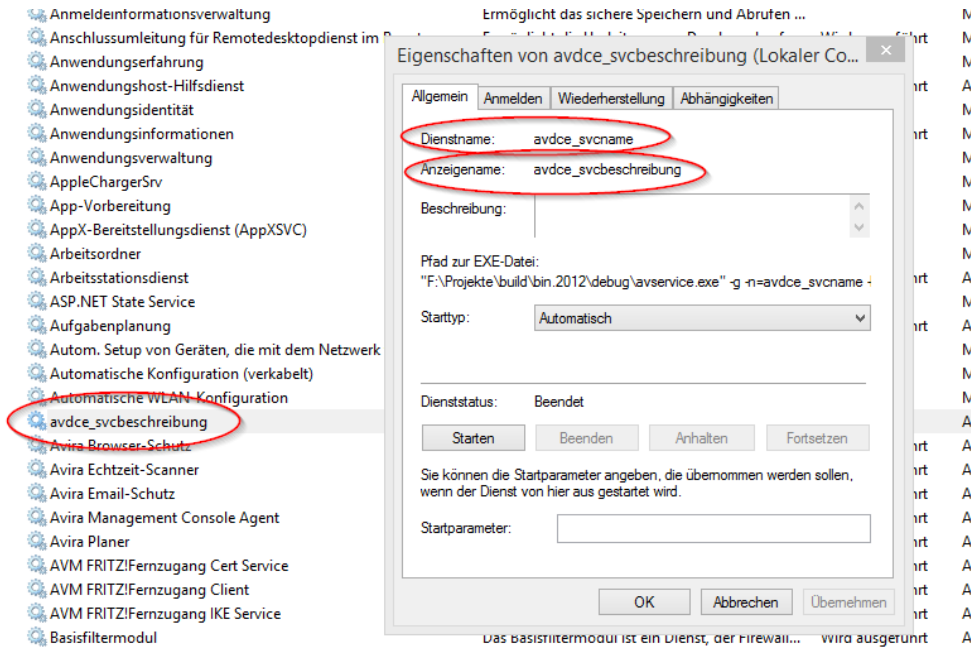 Anmeldeinformationsverwaltung Ermöglicht das sichere Speichern und Abrufen ...
Anschlussumleitung für Remotedesktopdienst im
Anwendungserfahrung
Anwendungshost-Hilfsdienst
Anwendungsidentität
Anwendungsinformationen
Anwendungsverwaltung
AppleChargerSrv
App-Vorbereitung
AppX-Bereitstellungsdienst (AppXSVC)
Arbeitsordner
Arbeitsstationsdienst
ASP.NET State Service
Aufgabenplanung
Autom. Setup von Geräten, die mit dem Netzwerk
Automatische Konfiguration (verkabelt)
Automatische WLAN-Konfiguration
avdce_svcbeschreibung
Avira Browser-Schutz
Avira Echtzeit-Scanner
Avira Email-Schutz
Avira Management Console Agent
Avira Planer
AVM FRITZ!Fernzugang Cert Service
AVM FRITZ!Fernzugang Client
AVM FRITZ!Fernzugang IKE Service
Basisfiltermodul Das Basisfiltermodul ist ein Dienst, der Firewall... Wird ausgeführt
Eigenschaften von avdce_svcbeschreibung (Lokaler Co...
Allgemein Anmelden Wiederherstellung Abhängigkeiten
Dienstname: avdce_svcname
Anzeigename: avdce_svcbeschreibung
Beschreibung:
Pfad zur EXE-Datei:
"F:\Projekte\build\bin.2012\debug\avservice.exe" -g -n=avdce_svcname
Starttyp: Automatisch
Dienststatus: Beendet
Starten Beenden Anhalten Fortsetzen
Sie können die Startparameter angeben, die übernommen werden sollen,
wenn der Dienst von hier aus gestartet wird.
Startparameter:
OK Abbrechen Übernehmen